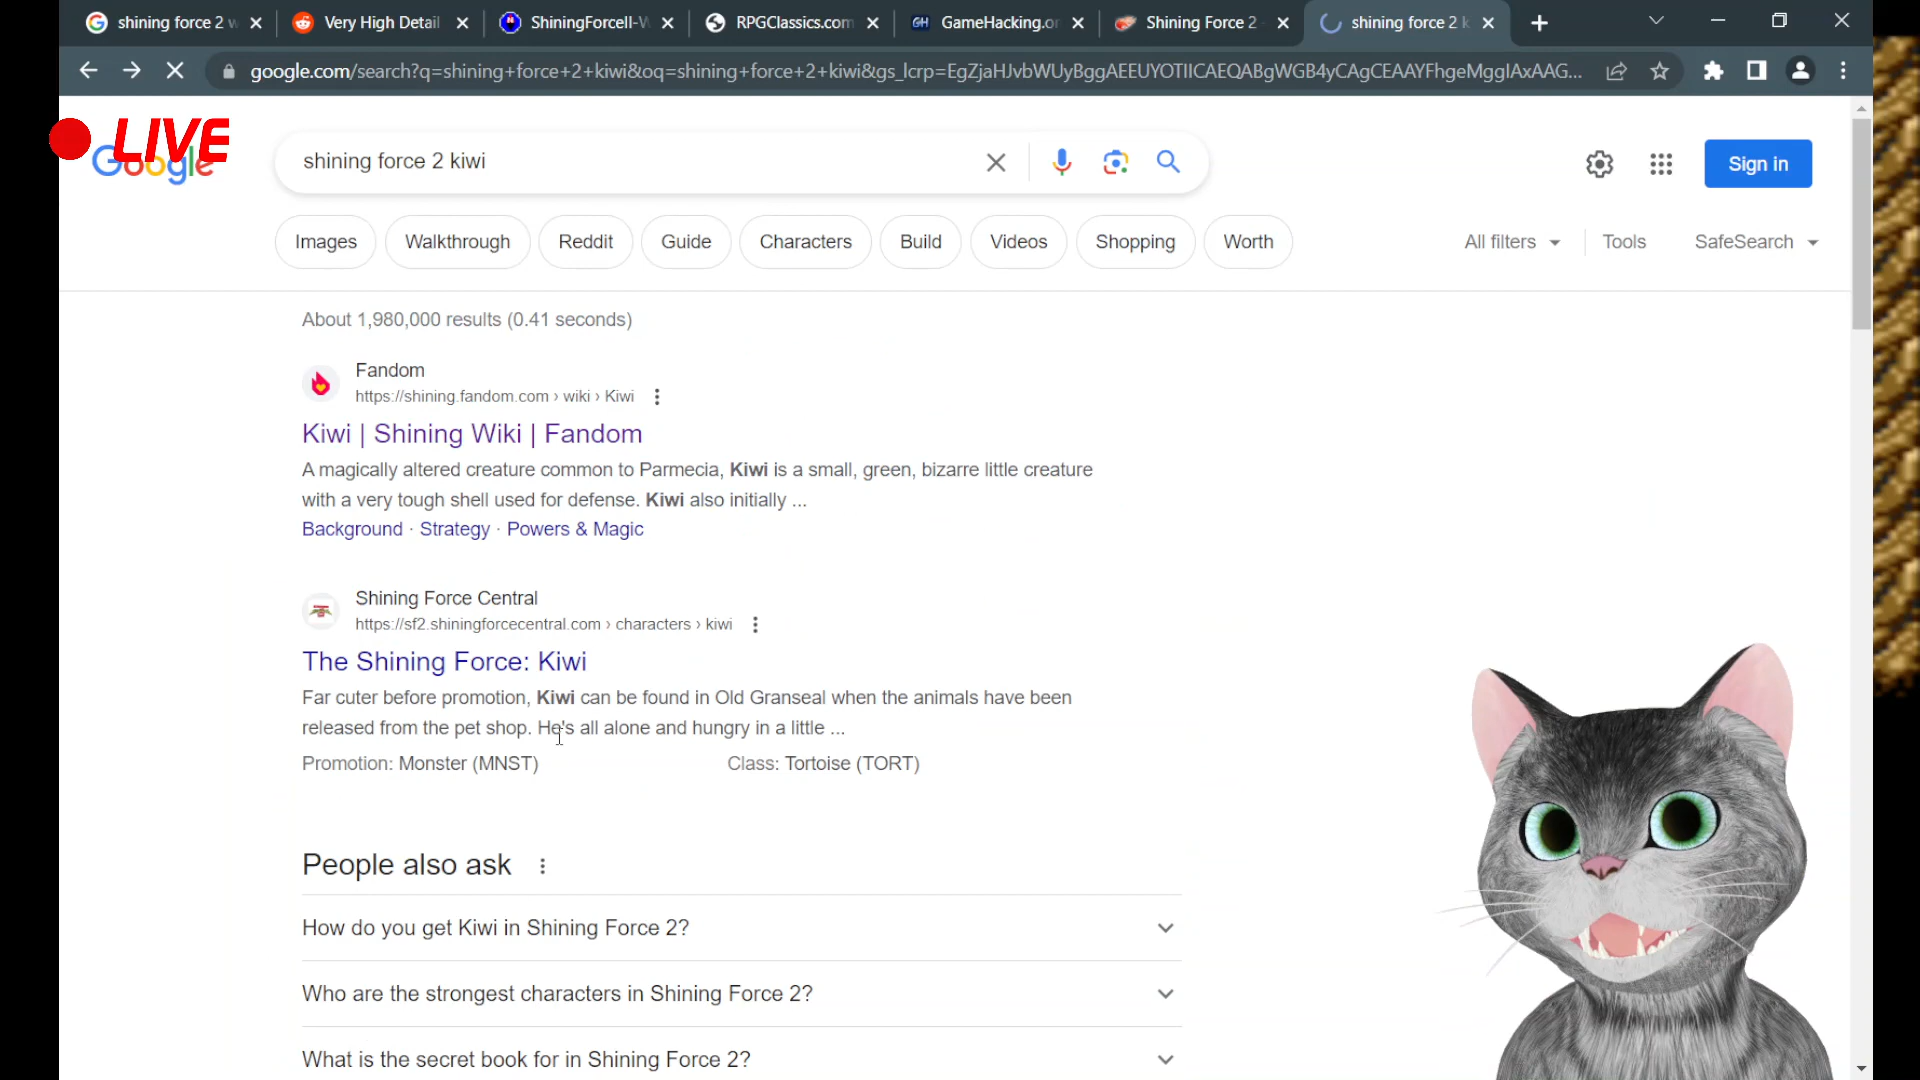 shining force 2 w
Very High Detail
ShiningForceII-W
RPGClassics.com
GameHacking.or
Shining Force 2 -
shining force 2 k
google.com/search?q=shining+force+2+kiwi&oq=shining+force+2+kiwi&gs_lcrp=EgZjaHJvbWUyBggAEEUYOTIICAEQABgWGB4yCAgCEAAYFhgeMggIAxAAG...
LIVE
Google
shining force 2 kiwi
Sign in
Images
Walkthrough
Reddit
Guide
Characters
Build
Videos
Shopping
Worth
All filters
Tools
SafeSearch
About 1,980,000 results (0.41 seconds)
Fandom
https://shining.fandom.com › wiki › Kiwi
Kiwi | Shining Wiki | Fandom
A magically altered creature common to Parmecia, Kiwi is a small, green, bizarre little creature
with a very tough shell used for defense. Kiwi also initially ...
Background · Strategy · Powers & Magic
Shining Force Central
https://sf2.shiningforcecentral.com › characters › kiwi
The Shining Force: Kiwi
Far cuter before promotion, Kiwi can be found in Old Granseal when the animals have been
released from the pet shop. He's all alone and hungry in a little ...
Promotion: Monster (MNST)
Class: Tortoise (TORT)
People also ask
How do you get Kiwi in Shining Force 2?
Who are the strongest characters in Shining Force 2?
What is the secret book for in Shining Force 2?